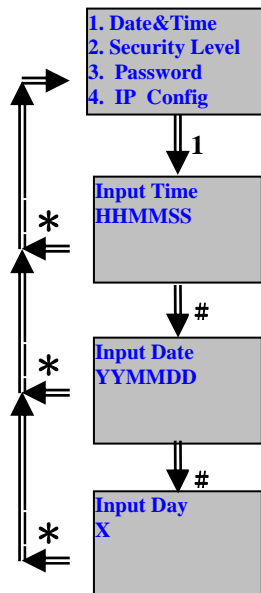 1. Date&Time
2. Security Level
3. Password
4. IP Config
1
Input Time
HHMMSS
*
#
Input Date
YYMMDD
*
#
Input Day
X
*